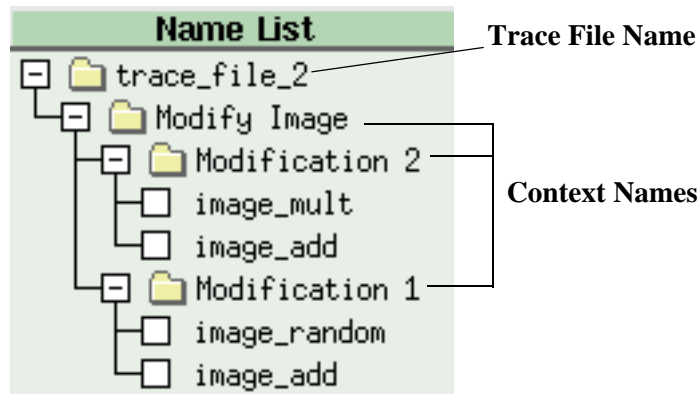 Name List
Trace File Name
trace_file_2
Modify Image
Modification 2
image_mult
Context Names
image_add
Modification 1
image_random
image_add